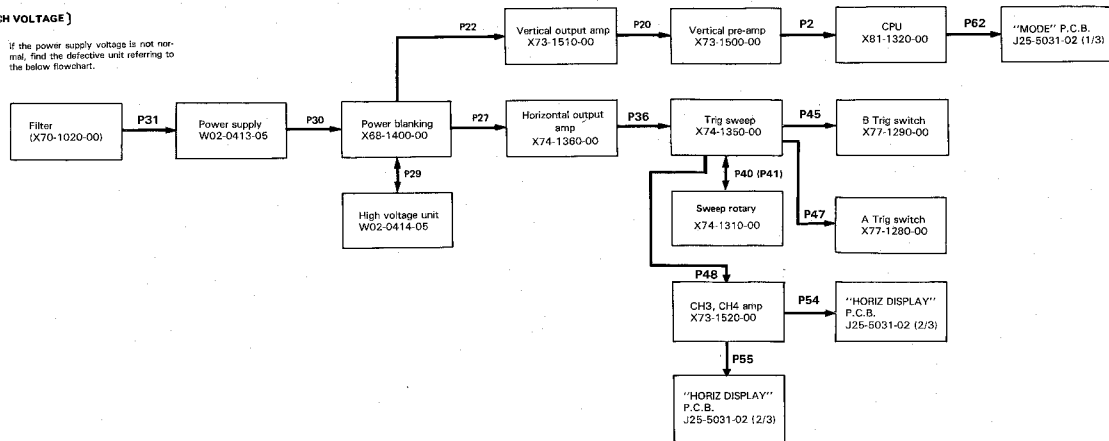 CH VOLTAGE)
If the power supply voltage is not nor-
mal, find the defective unit referring to
the below flowchart.
P22
Vertical output amp
X73-1510-00
P20
Vertical pre-amp
X73-1500-00
P2
CPU
X81-1320-00
P62
"MODE" P.C.B.
J25-5031-02 (1/3)
Filter
(X70-1020-00)
P31
Power supply
W02-0413-05
P30
Power blanking
X68-1400-00
P27
Horizontal output
amp
X74-1360-00
P36
Trig sweep
X74-1350-00
P45
B Trig switch
X77-1290-00
P29
High voltage unit
W02-0414-05
P40 (P41)
Sweep rotary
X74-1310-00
P47
A Trig switch
X77-1280-00
P48
CH3, CH4 amp
X73-1520-00
P54
"HORIZ DISPLAY"
P.C.B.
J25-5031-02 (2/3)
P55
"HORIZ DISPLAY"
P.C.B.
J25-5031-02 (2/3)